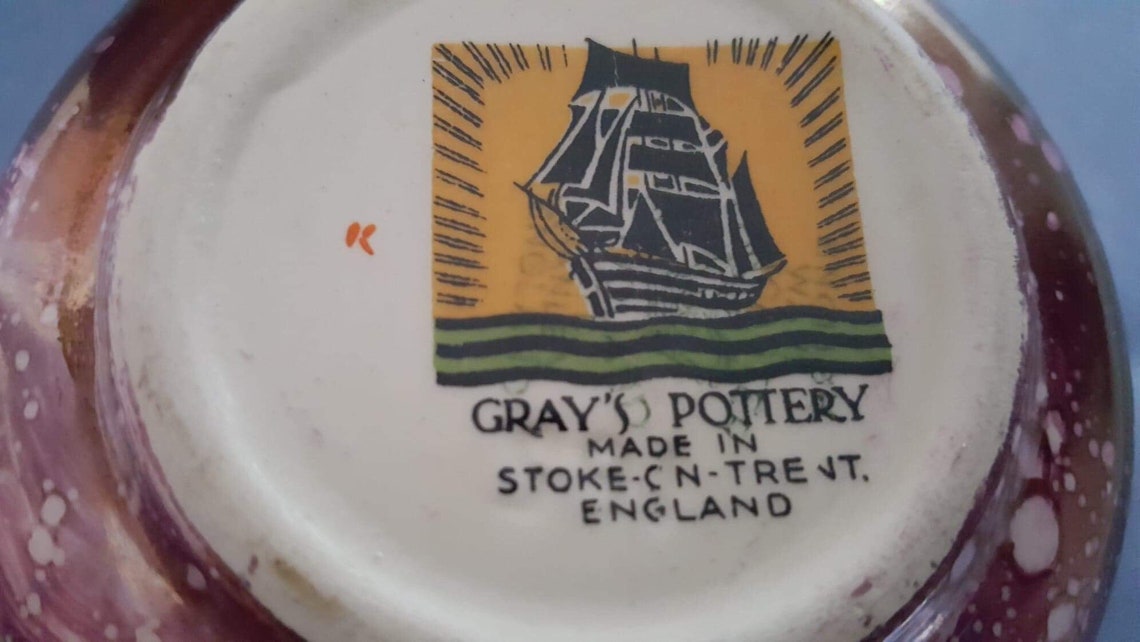 GRAY'S POTTERY
MADE IN
STOKE-ON-TRENT.
ENGLAND